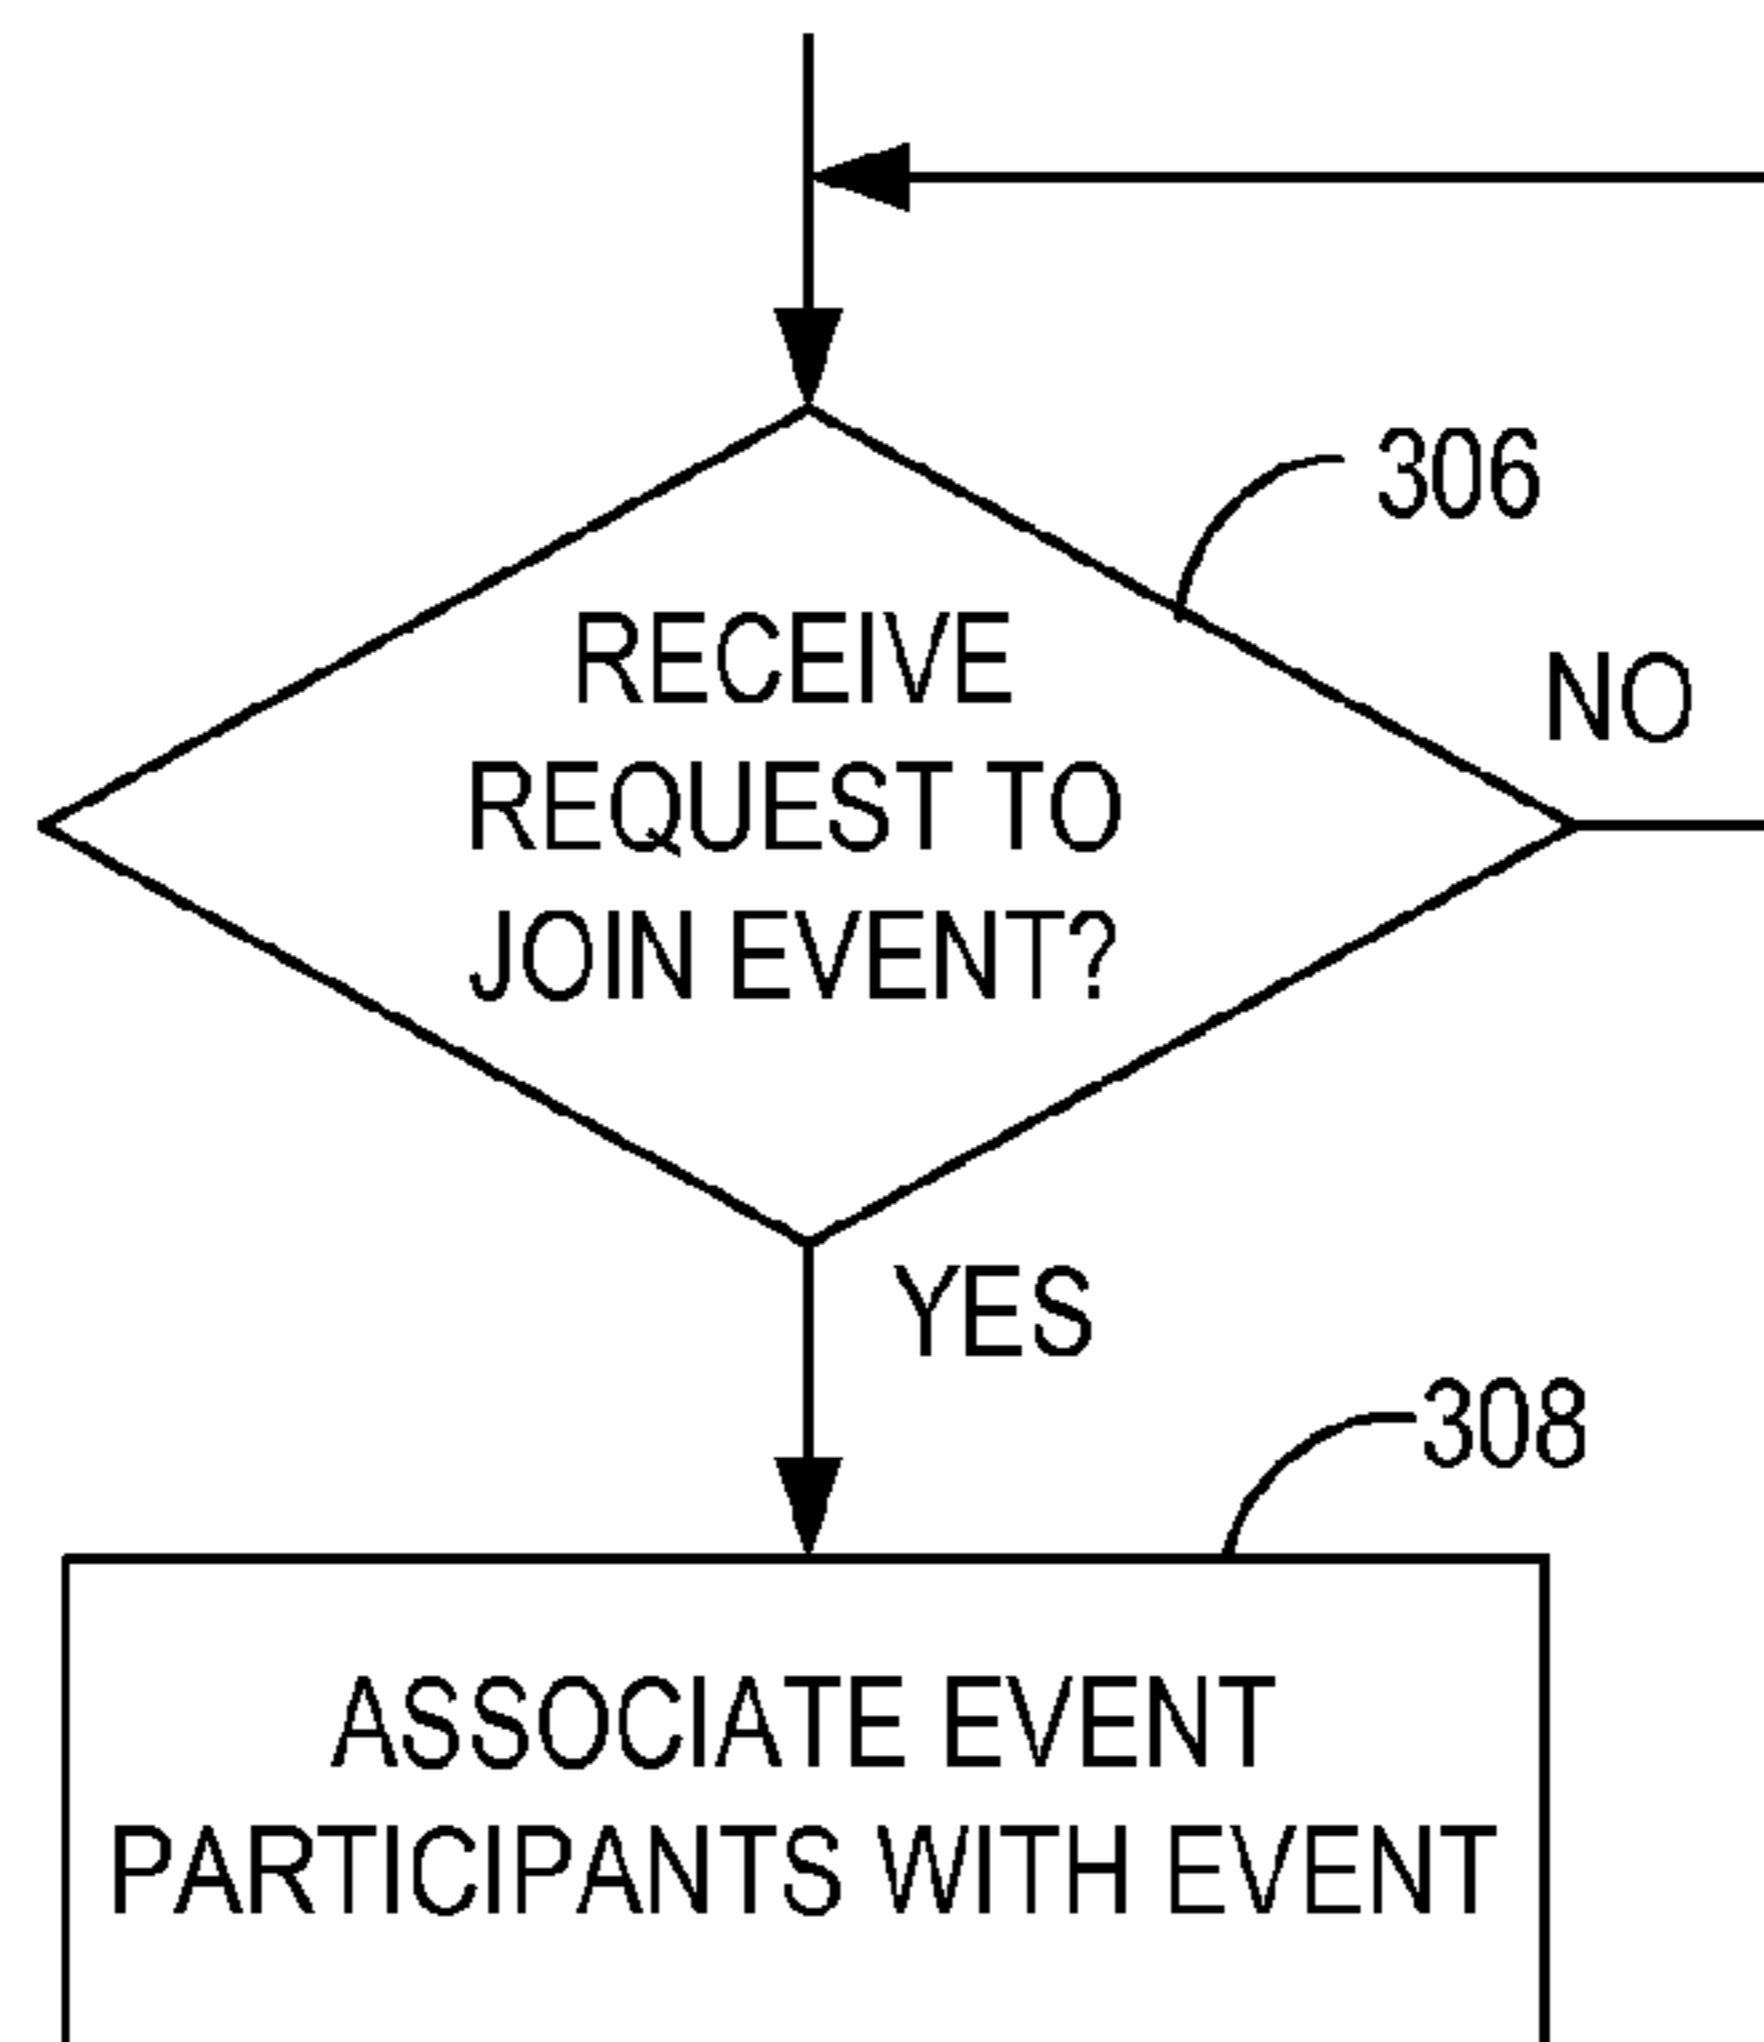 306
RECEIVE
REQUEST TO
JOIN EVENT?
NO
YES
308
ASSOCIATE EVENT
PARTICIPANTS WITH EVENT